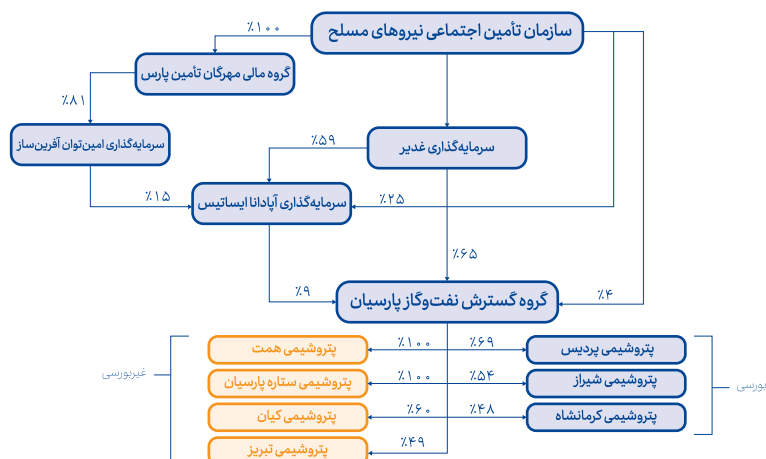 سازمان تأمین اجتماعی نیروهای مسلح
٪۱۰۰
گروه مالی مهرگان تأمین پارس
٪۸۱
سرمایه‌گذاری امین‌توان آفرین‌ساز
سرمایه‌گذاری غدیر
٪۵۹
٪۱۵
سرمایه‌گذاری آپادانا ایساتیس
٪۲۵
٪۶۵
٪۹
گروه گسترش نفت‌وگاز پارسیان
٪۴
پتروشیمی پردیس
٪۶۹
٪۱۰۰
پتروشیمی همت
بورسی
غیربورسی
پتروشیمی شیراز
٪۵۴
٪۱۰۰
پتروشیمی ستاره پارسیان
پتروشیمی کرمانشاه
٪۴۸
٪۶۰
پتروشیمی کیان
٪۴۹
پتروشیمی تبریز